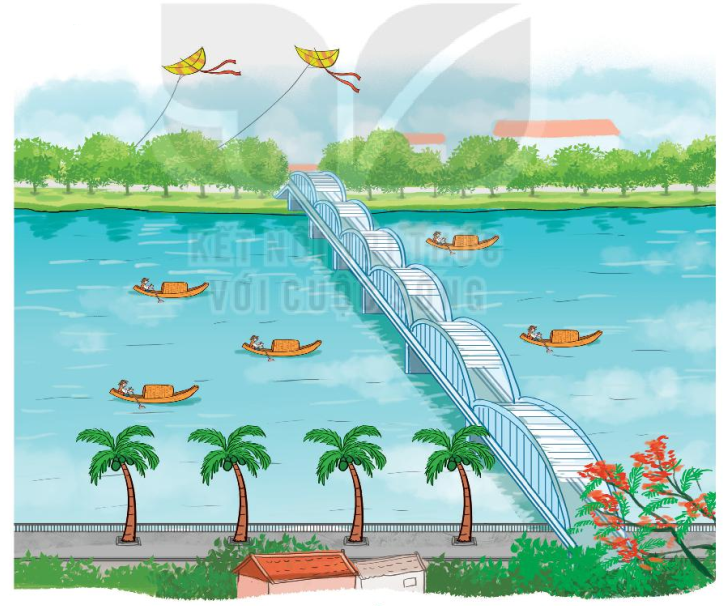 KẾT NỐI TRI THỨC
VỚI CUỘC SỐNG